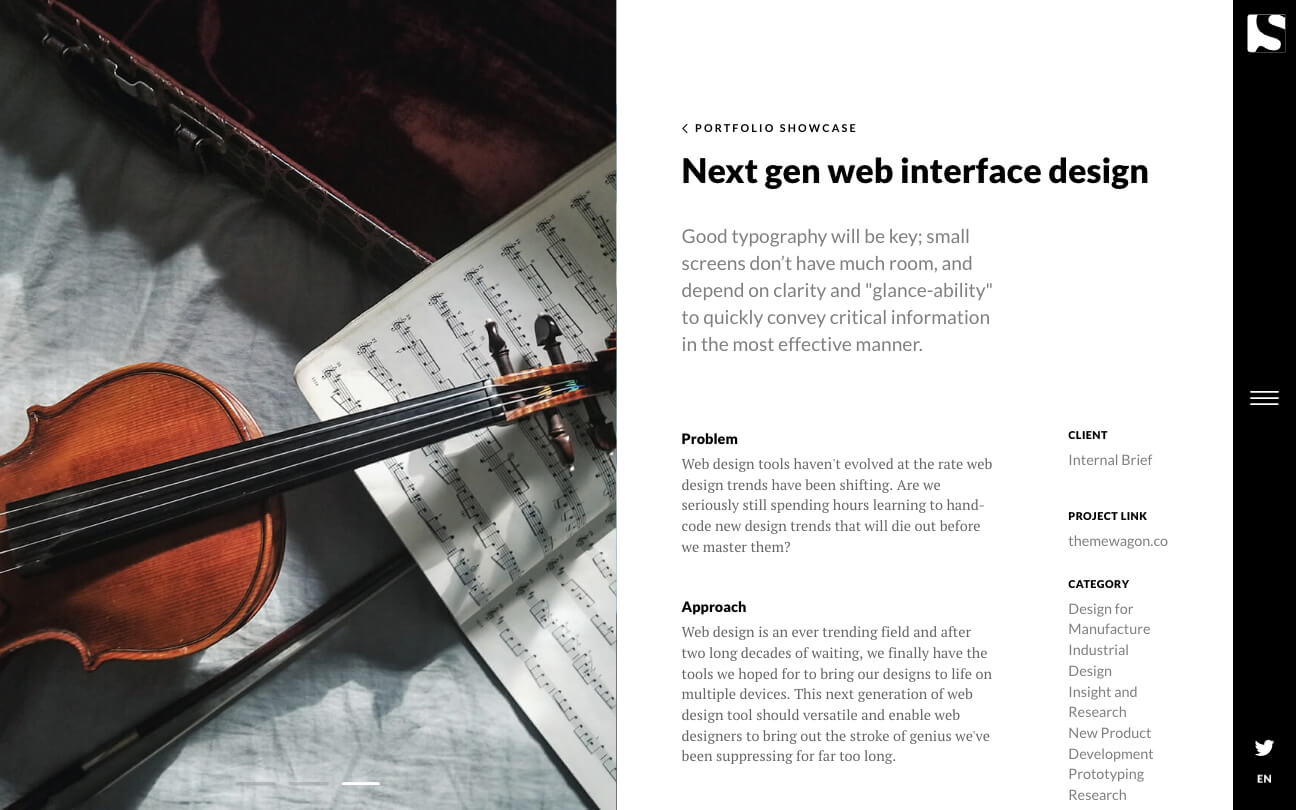 PORTFOLIO SHOWCASE
Next gen web interface design
Good typography will be key; small
screens don’t have much room, and
depend on clarity and "glance-ability"
to quickly convey critical information
in the most effective manner.
Problem
Web design tools haven't evolved at the rate web
design trends have been shifting. Are we
seriously still spending hours learning to hand-
code new design trends that will die out before
we master them?
Approach
Web design is an ever trending field and after
two long decades of waiting, we finally have the
tools we hoped for to bring our designs to life on
multiple devices. This next generation of web
design tool should versatile and enable web
designers to bring out the stroke of genius we've
been suppressing for far too long.
CLIENT
Internal Brief
PROJECT LINK
themewagon.co
CATEGORY
Design for
Manufacture
Industrial
Design
Insight and
Research
New Product
Development
Prototyping
Research
S
EN